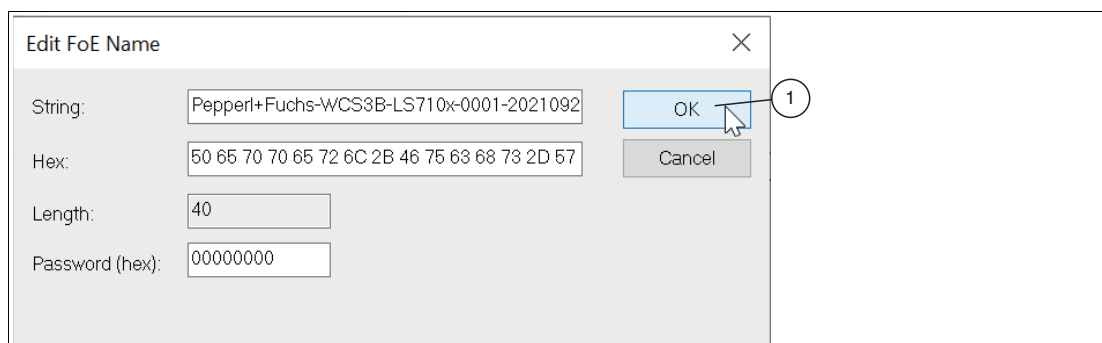 Edit FoE Name
String: Pepperl+Fuchs-WCS3B-LS710x-0001-2021092 OK 1
Hex: 50 65 70 70 65 72 6C 2B 46 75 63 68 73 2D 57 Cancel
Length: 40
Password (hex): 00000000